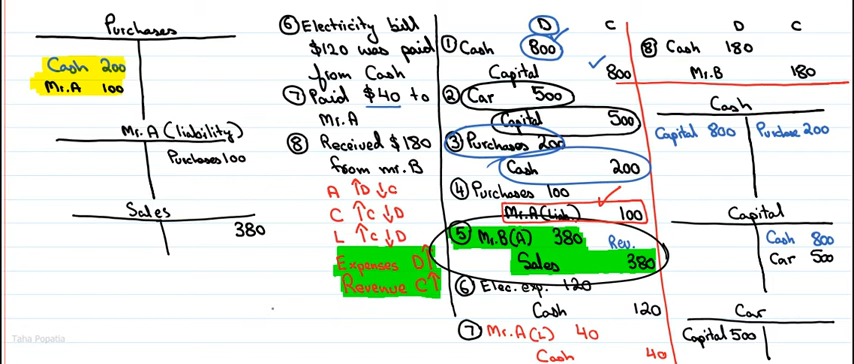 Purchases
Cash 200
Mr.A 100
Mr.A (liability)
Purchases 100
Sales
380
⑥ Electricity bill
$120 was paid
from Cash
⑦ Paid $40 to
Mr.A
⑧ Received $180
from mr.B
A ↑D ↓C
C ↑C ↓D
L ↑C ↓D
Expenses D↑
Revenue C↑
D C
① Cash 800
Capital 800
② Car 500
Capital 500
③ Purchases 200
Cash 200
④ Purchases 100
Mr.A (Liab.) 100
⑤ Mr.B(A) 380 Rev.
Sales 380
⑥ Elec. exp. 120
Cash 120
⑦ Mr.A(L) 40
Cash 40
D C
⑧ Cash 180
Mr.B 180
Cash
Capital 800 Purchase 200
Capital
Cash 800
Car 500
Car
Capital 500
Taha Popatia